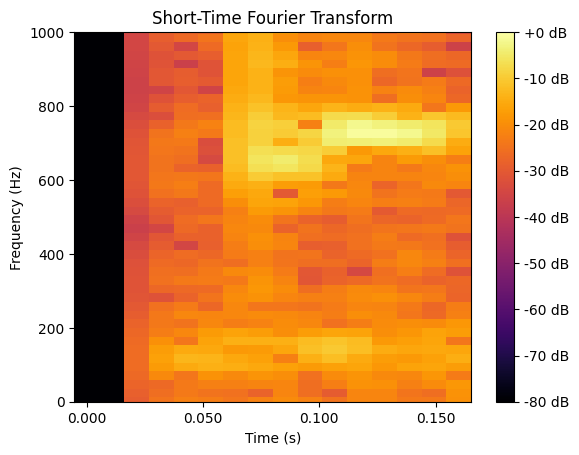 Short-Time Fourier Transform
1000
800
600
400
200
0
Frequency (Hz)
0.000
0.050
0.100
0.150
Time (s)
+0 dB
-10 dB
-20 dB
-30 dB
-40 dB
-50 dB
-60 dB
-70 dB
-80 dB